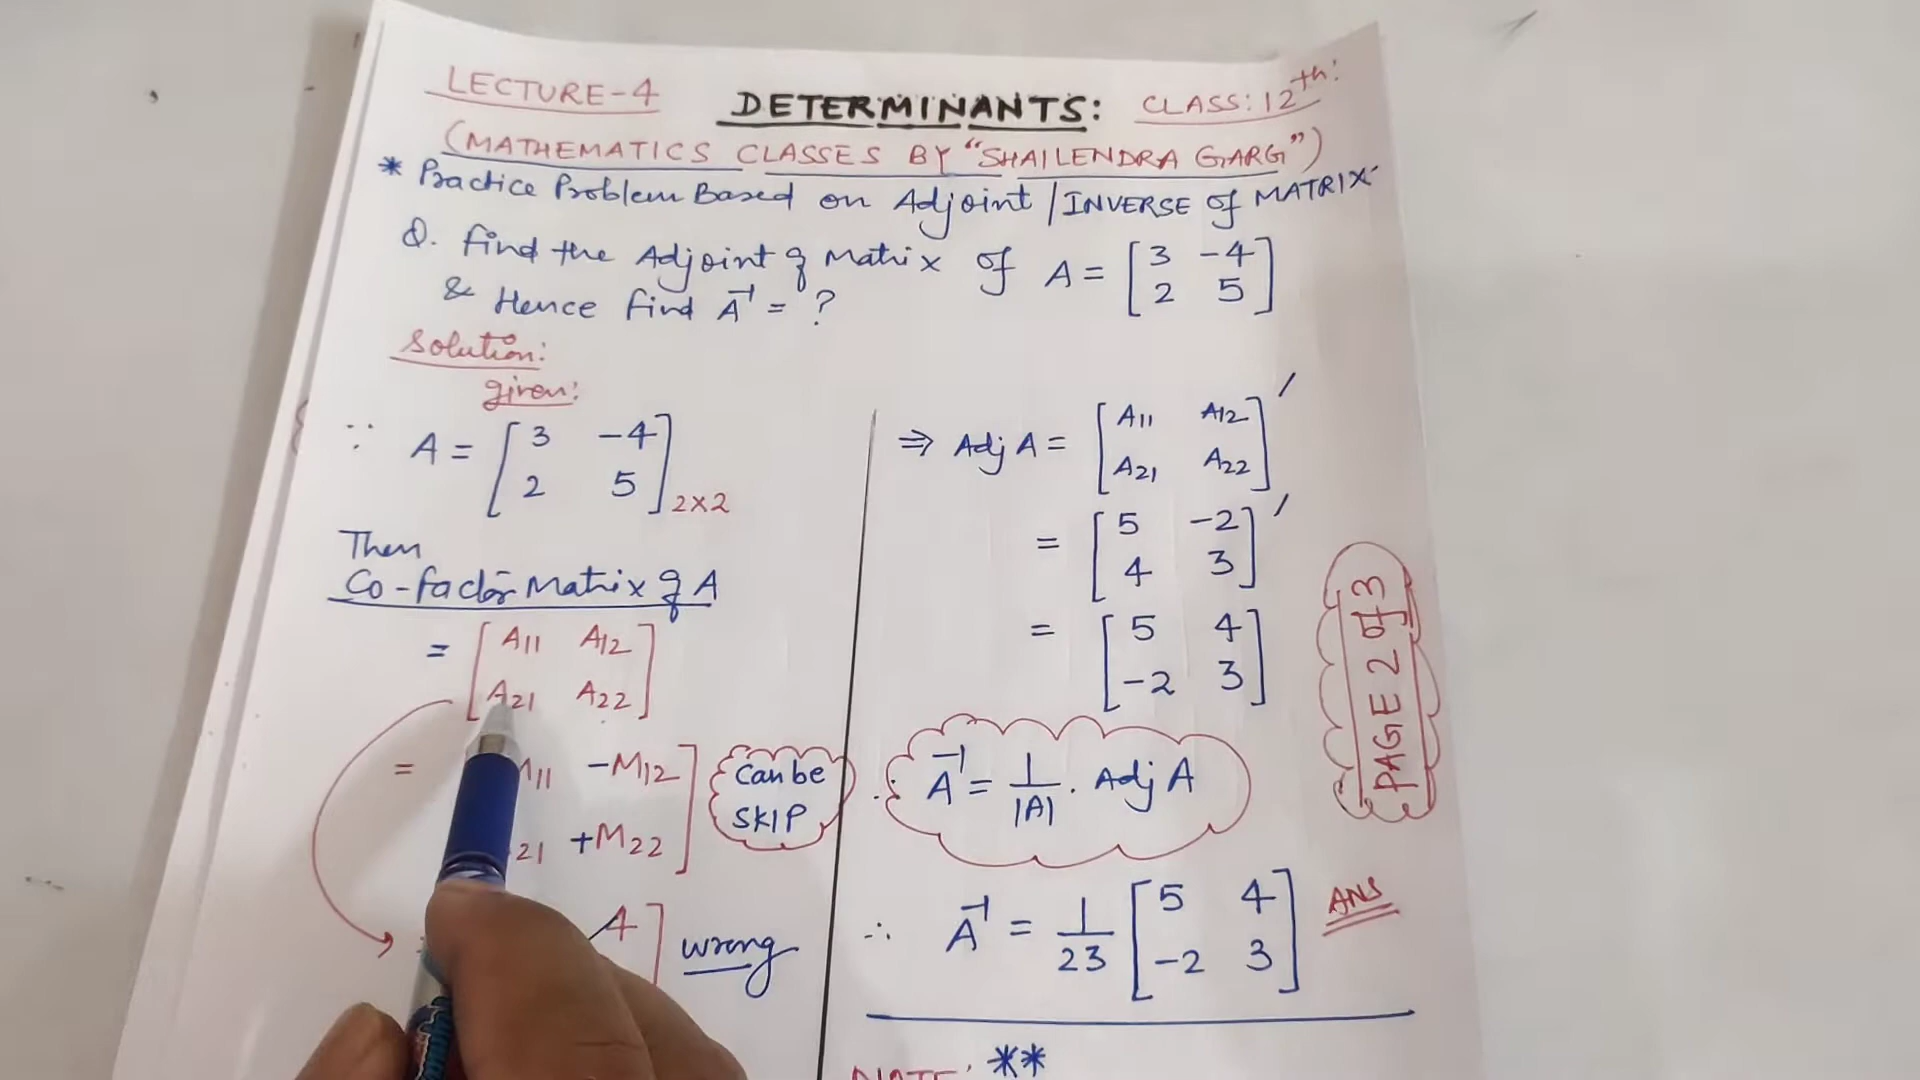 LECTURE-4 DETERMINANTS: CLASS: 12th:
(MATHEMATICS CLASSES BY "SHAILENDRA GARG")
* Practice Problem Based on Adjoint / INVERSE of MATRIX-
Q. find the Adjoint of Matrix of A = [3 -4
2 5]
& Hence find A⁻¹ = ?
Solution:
given:
∵ A = [3 -4
2 5] 2×2
Then
Co-factor Matrix of A
= [A11 A12
A21 A22]
= M11 -M12]
21 +M22]
Can be
SKIP
4] wrong
⇒ Adj A = [A11 A12
A21 A22]′
= [5 -2
4 3]′
= [5 4
-2 3]
∴ A⁻¹ = 1/|A| . Adj A
∴ A⁻¹ = 1/23 [5 4
-2 3] ANS
PAGE 2 of 3
NOTE: **